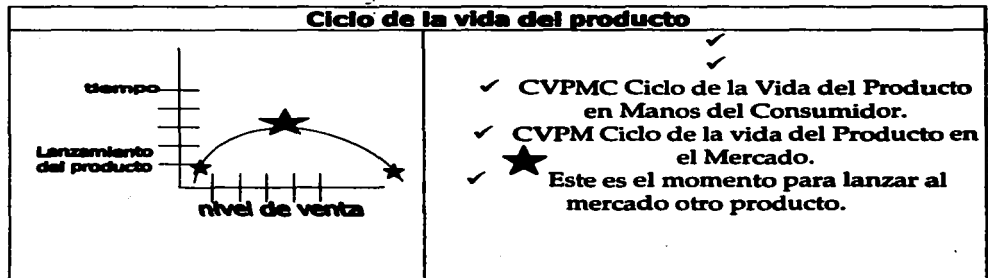 Ciclo de la vida del producto
tiempo
Lanzamiento
del producto
nivel de venta
CVPMC Ciclo de la Vida del Producto
en Manos del Consumidor.
CVPM Ciclo de la vida del Producto en
el Mercado.
Este es el momento para lanzar al
mercado otro producto.